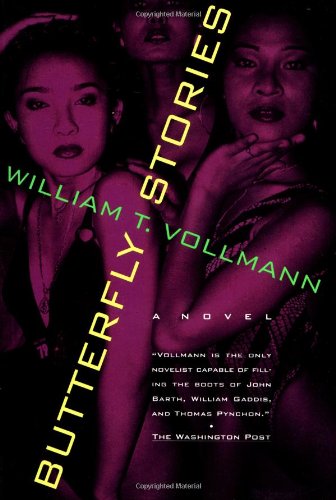 BUTTERFLY STORIES
WILLIAM T. VOLLMANN
A NOVEL
"VOLLMANN IS THE ONLY
NOVELIST CAPABLE OF FILL-
ING THE BOOTS OF JOHN
BARTH, WILLIAM GADDIS,
AND THOMAS PYNCHON."
•
THE WASHINGTON POST